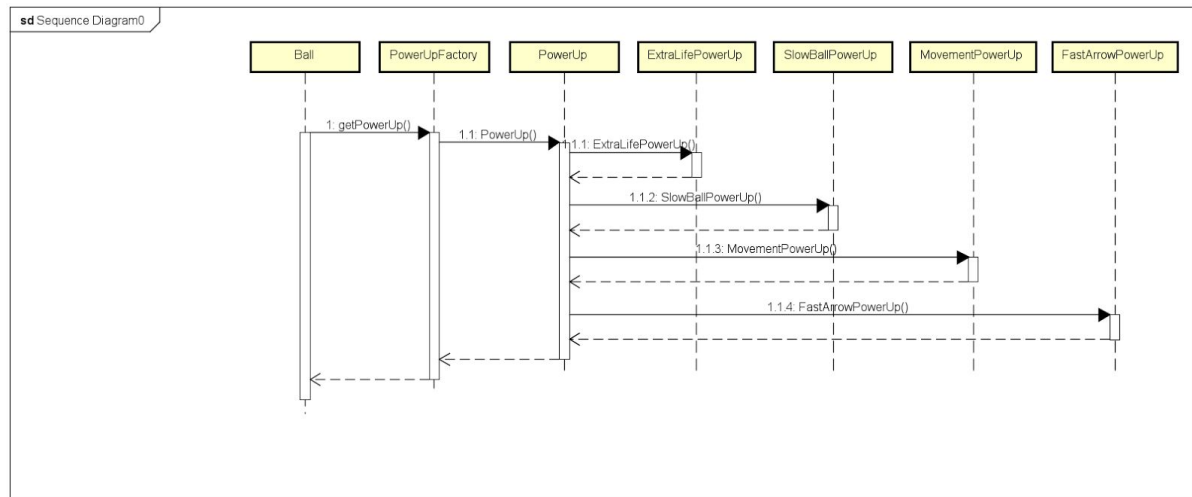 sd Sequence Diagram0
Ball
PowerUpFactory
PowerUp
ExtraLifePowerUp
SlowBallPowerUp
MovementPowerUp
FastArrowPowerUp
1: getPowerUp()
1.1: PowerUp()
1.1.1: ExtraLifePowerUp()
1.1.2: SlowBallPowerUp()
1.1.3: MovementPowerUp()
1.1.4: FastArrowPowerUp()